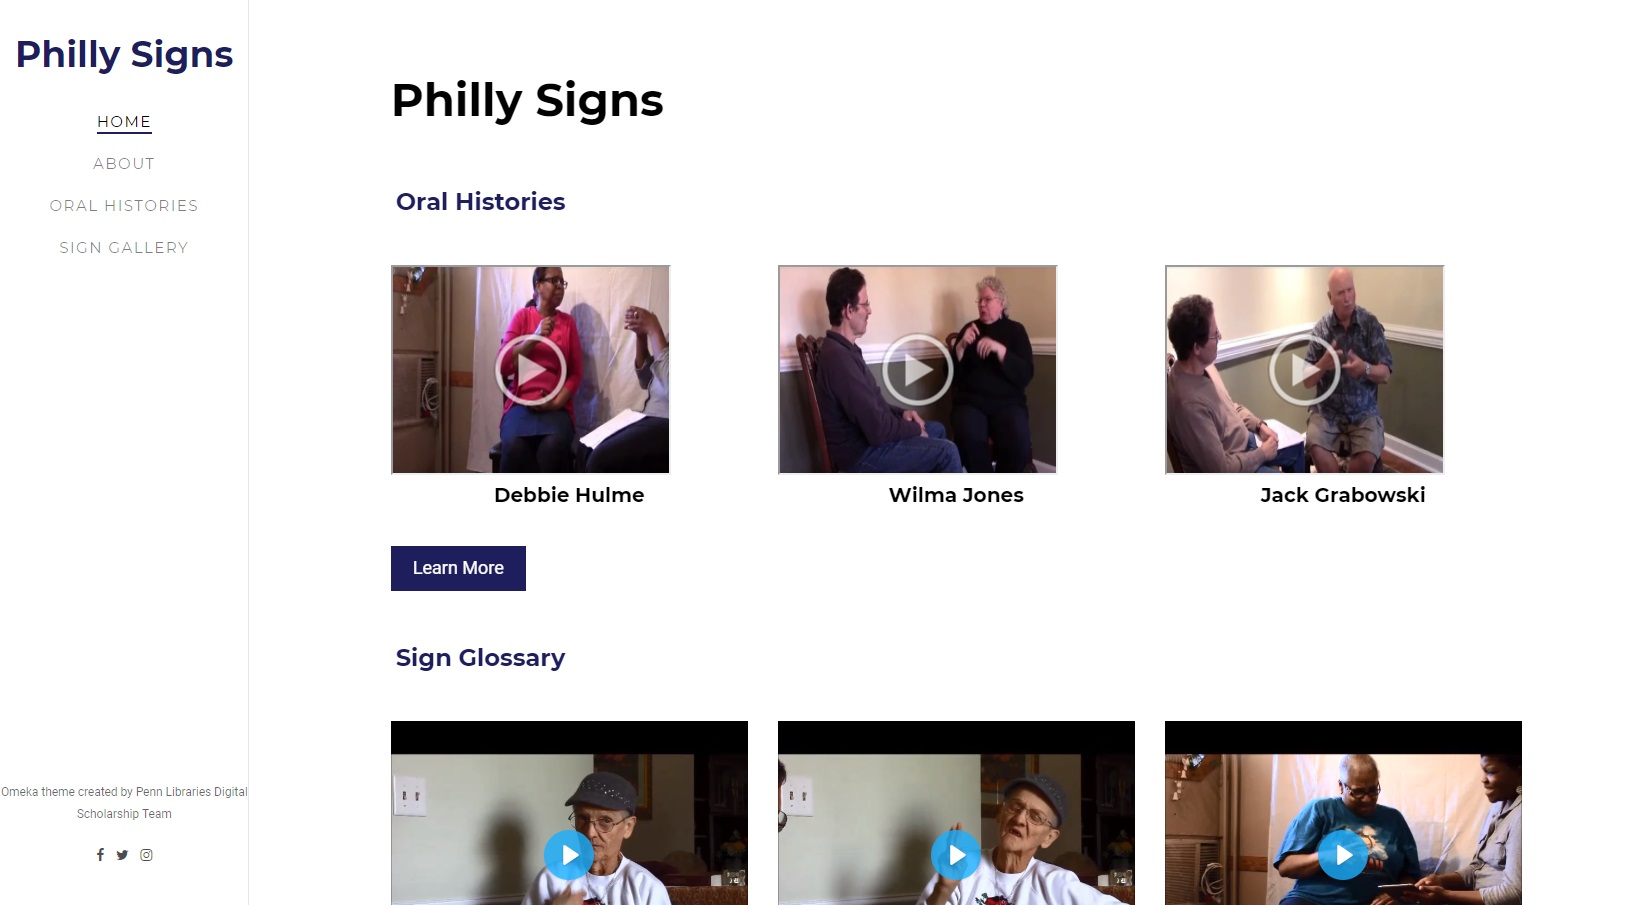 Philly Signs
HOME
ABOUT
ORAL HISTORIES
SIGN GALLERY
Omeka theme created by Penn Libraries Digital
Scholarship Team
Philly Signs
Oral Histories
Debbie Hulme
Wilma Jones
Jack Grabowski
Learn More
Sign Glossary